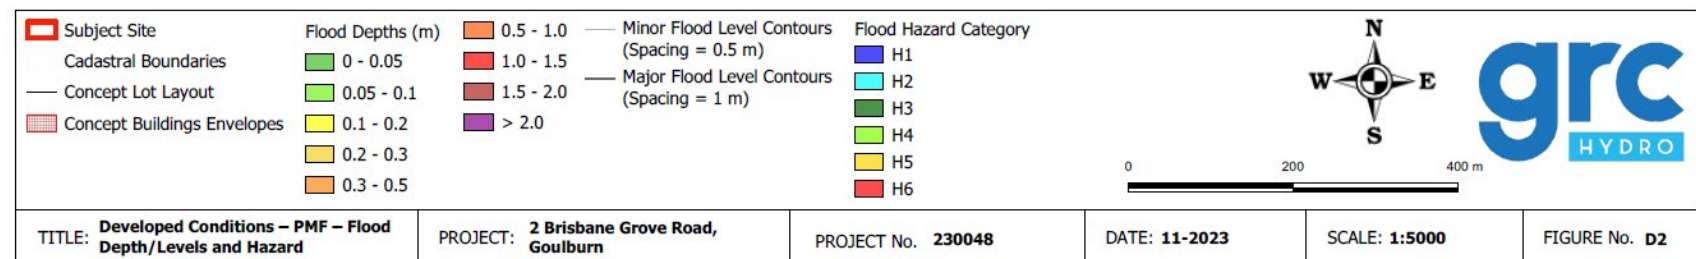 Subject Site
Cadastral Boundaries
Concept Lot Layout
Concept Buildings Envelopes
Flood Depths (m)
0 - 0.05
0.05 - 0.1
0.1 - 0.2
0.2 - 0.3
0.3 - 0.5
0.5 - 1.0
1.0 - 1.5
1.5 - 2.0
> 2.0
Minor Flood Level Contours
(Spacing = 0.5 m)
Major Flood Level Contours
(Spacing = 1 m)
Flood Hazard Category
H1
H2
H3
H4
H5
H6
N
W E
S
0 200 400 m
grc
HYDRO
TITLE: Developed Conditions – PMF – Flood
Depth/Levels and Hazard
PROJECT: 2 Brisbane Grove Road,
Goulburn
PROJECT No. 230048
DATE: 11-2023
SCALE: 1:5000
FIGURE No. D2